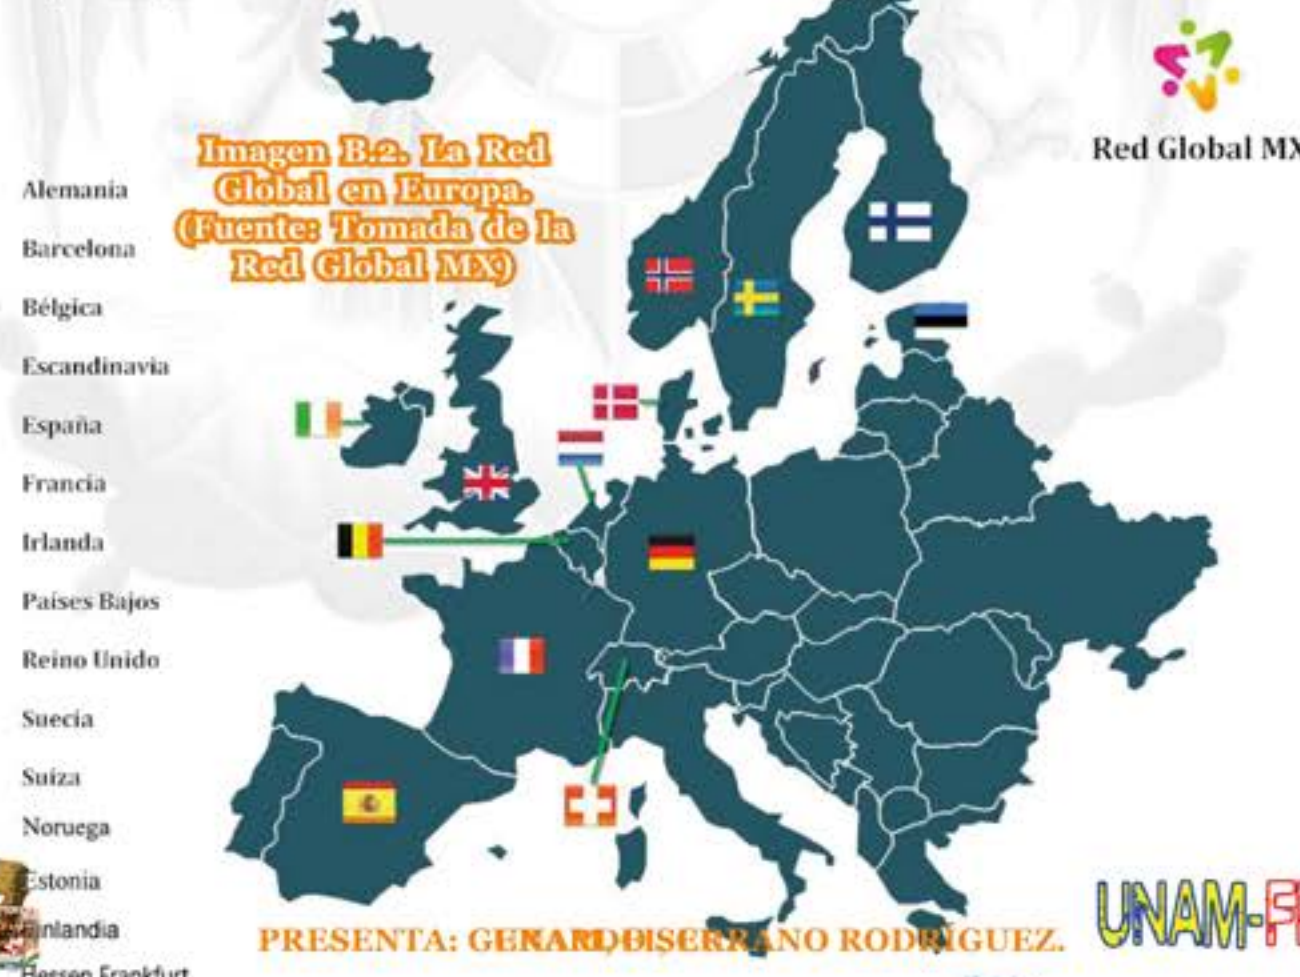 Imagen B.2. La Red
Global en Europa.
(Fuente: Tomada de la
Red Global MX)
Red Global MX
Alemania
Barcelona
Bélgica
Escandinavia
España
Francia
Irlanda
Países Bajos
Reino Unido
Suecia
Suiza
Noruega
Estonia
Finlandia
Hessen Frankfurt
PRESENTA: SERRANO RODRÍGUEZ.
UNAM-